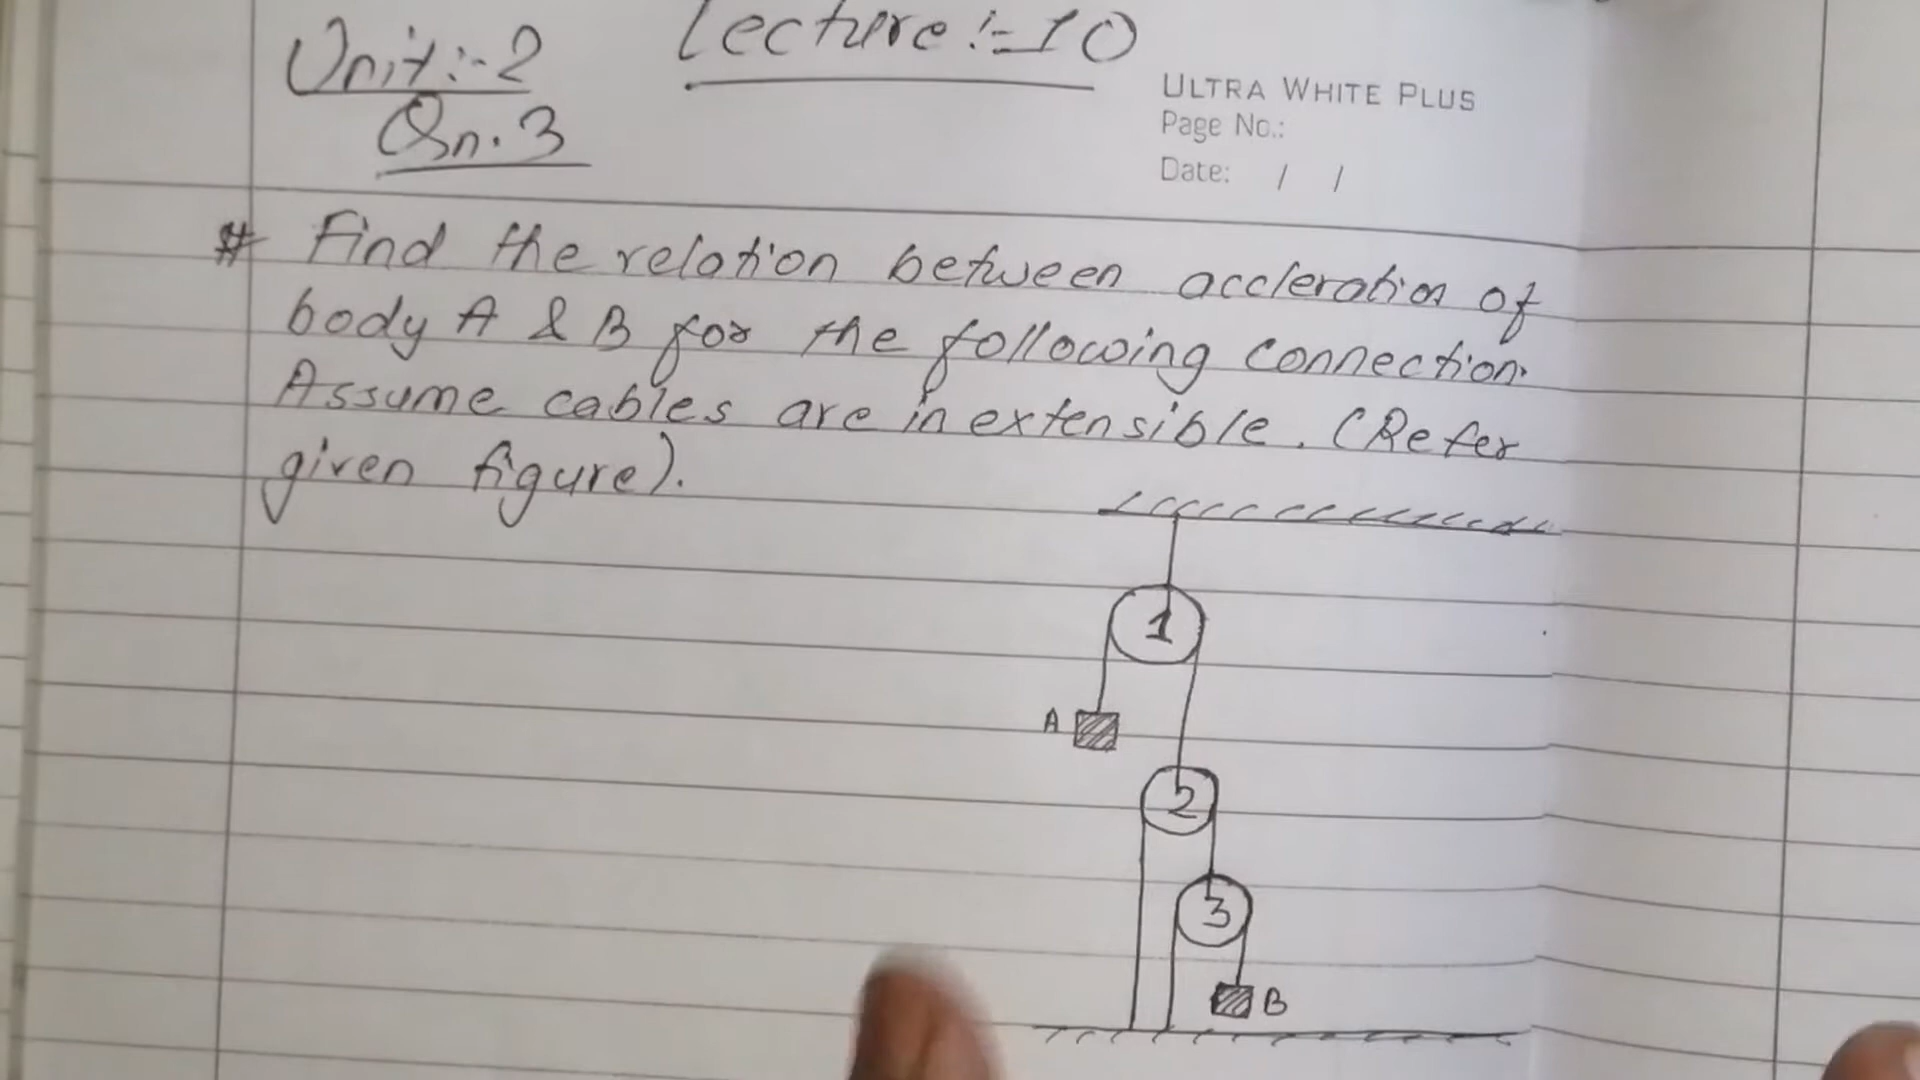 Lecture:-10
Unit:-2
Qn.3
ULTRA WHITE PLUS
Page No.:
Date: / /
# Find the relation between accleration of
body A & B for the following connection.
Assume cables are inextensible. (Refer
given figure).
1
A
2
3
B